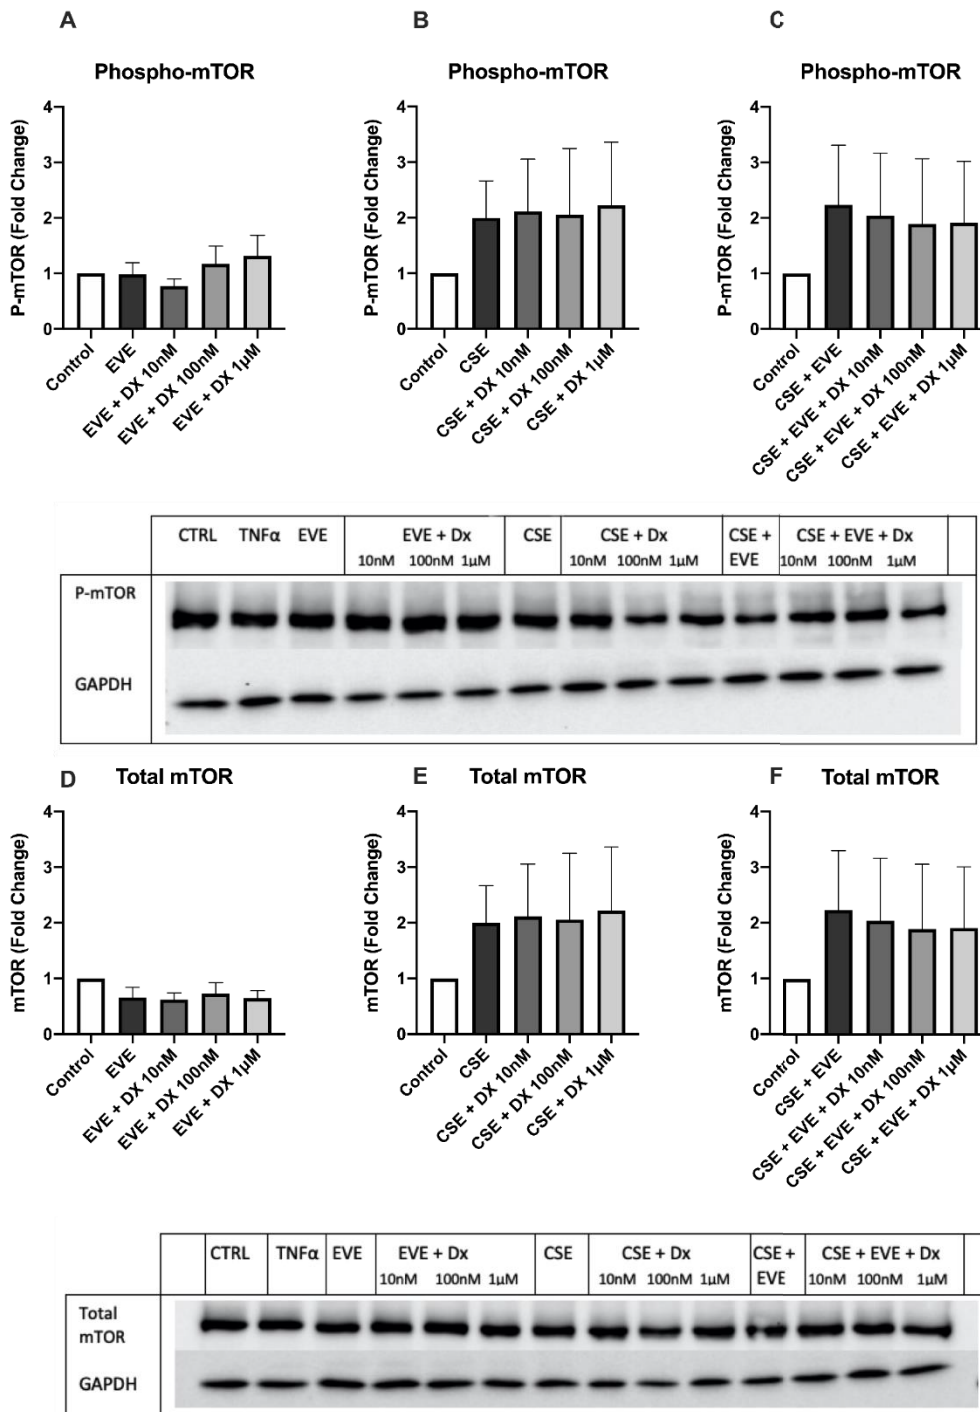 A
B
C
Phospho-mTOR
Phospho-mTOR
Phospho-mTOR
P-mTOR (Fold Change)
4
3
2
1
0
Control
EVE
EVE + DX 10nM
EVE + DX 100nM
EVE + DX 1µM
P-mTOR (Fold Change)
4
3
2
1
0
Control
CSE
CSE + DX 10nM
CSE + DX 100nM
CSE + DX 1µM
P-mTOR (Fold Change)
4
3
2
1
0
Control
CSE + EVE
CSE + EVE + DX 10nM
CSE + EVE + DX 100nM
CSE + EVE + DX 1µM
CTRL TNFα EVE EVE + Dx CSE CSE + Dx CSE + CSE + EVE + Dx
10nM 100nM 1µM 10nM 100nM 1µM EVE 10nM 100nM 1µM
P-mTOR
GAPDH
D
E
F
Total mTOR
Total mTOR
Total mTOR
mTOR (Fold Change)
4
3
2
1
0
Control
EVE
EVE + DX 10nM
EVE + DX 100nM
EVE + DX 1µM
mTOR (Fold Change)
4
3
2
1
0
Control
CSE
CSE + DX 10nM
CSE + DX 100nM
CSE + DX 1µM
mTOR (Fold Change)
4
3
2
1
0
Control
CSE + EVE
CSE + EVE + DX 10nM
CSE + EVE + DX 100nM
CSE + EVE + DX 1µM
CTRL TNFα EVE EVE + Dx CSE CSE + Dx CSE + CSE + EVE + Dx
10nM 100nM 1µM 10nM 100nM 1µM EVE 10nM 100nM 1µM
Total
mTOR
GAPDH